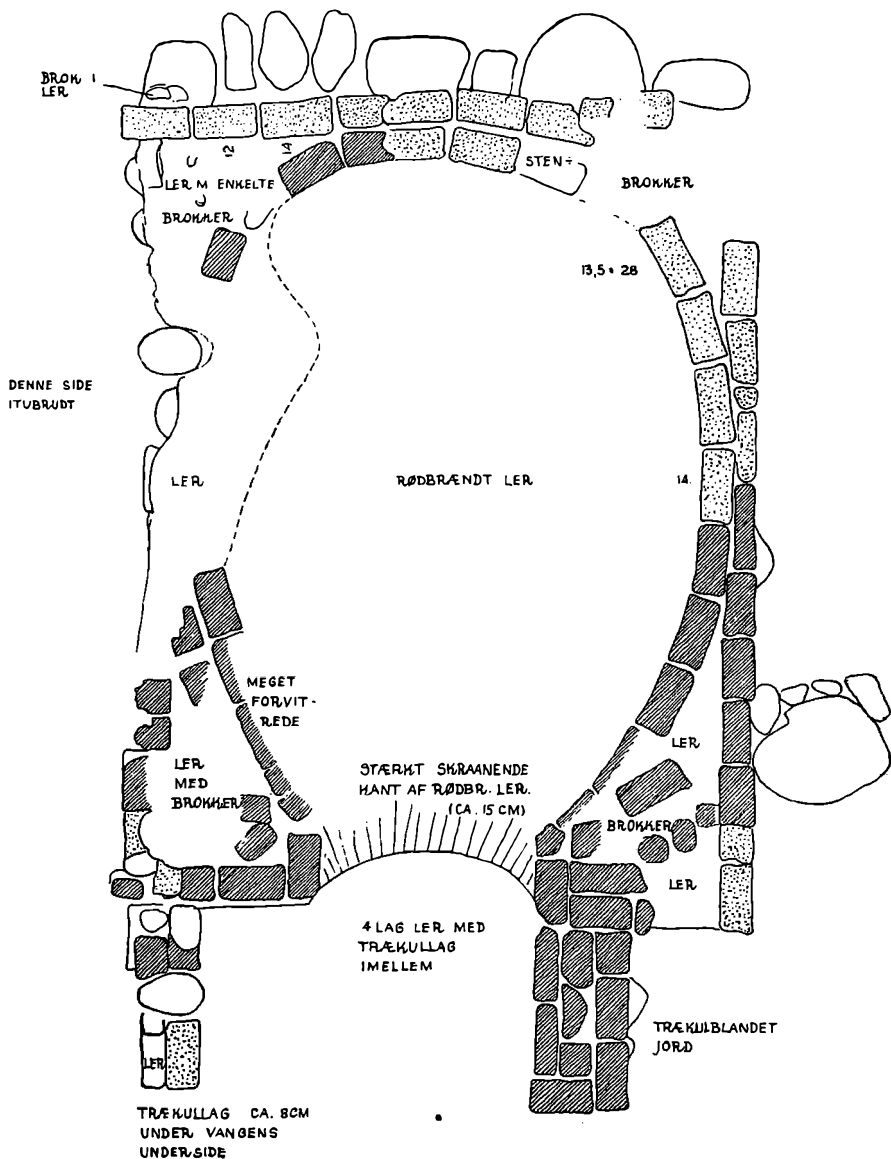 BROK I
LER
12
14
LER M ENKELTE
BROKKER
STEN ÷
BROKKER
13,5 × 28
DENNE SIDE
ITUBRUDT
LER
RØDBRÆNDT LER
14.
MEGET
FORVIT-
REDE
LER
MED
BROKKER
STÆRKT SKRAANENDE
KANT AF RØDBR. LER.
(CA. 15 CM)
LER
BROKKER
LER
4 LAG LER MED
TRÆKULLAG
IMELLEM
LER
TRÆKULBLANDET
JORD
TRÆKULLAG CA. 8CM
UNDER VANGENS
UNDERSIDE